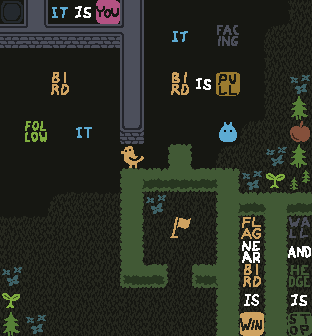 IT IS YOU
IT FACING
BIRD
BIRD IS PULL
FOLLOW IT
FLAG NEAR BIRD IS WIN
WALL AND HEDGE IS STOP